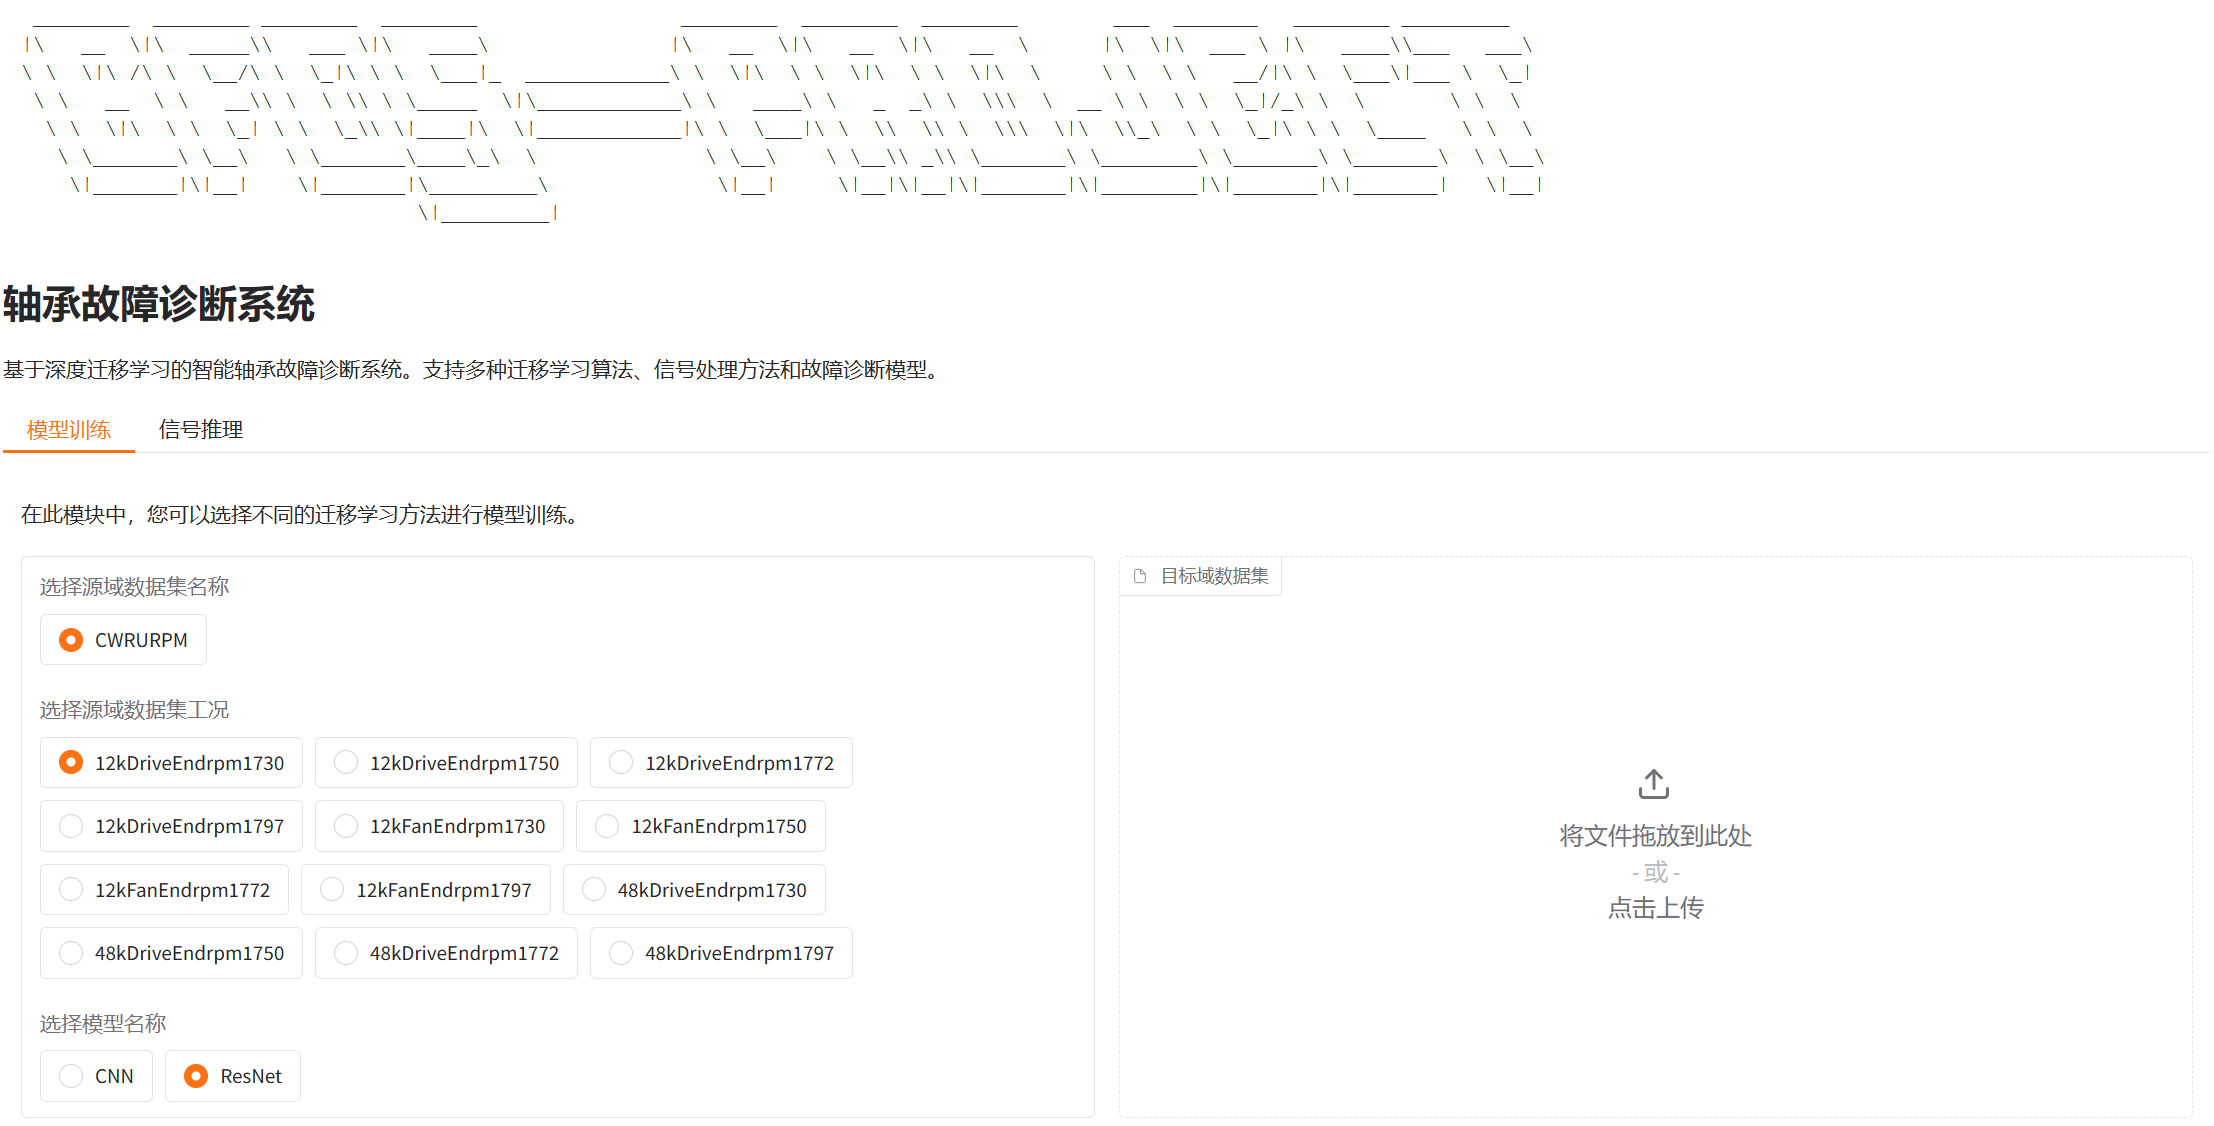 轴承故障诊断系统
基于深度迁移学习的智能轴承故障诊断系统。支持多种迁移学习算法、信号处理方法和故障诊断模型。
模型训练 信号推理
在此模块中，您可以选择不同的迁移学习方法进行模型训练。
选择源域数据集名称
CWRURPM
选择源域数据集工况
12kDriveEndrpm1730 12kDriveEndrpm1750 12kDriveEndrpm1772
12kDriveEndrpm1797 12kFanEndrpm1730 12kFanEndrpm1750
12kFanEndrpm1772 12kFanEndrpm1797 48kDriveEndrpm1730
48kDriveEndrpm1750 48kDriveEndrpm1772 48kDriveEndrpm1797
选择模型名称
CNN ResNet
目标域数据集
将文件拖放到此处
- 或 -
点击上传